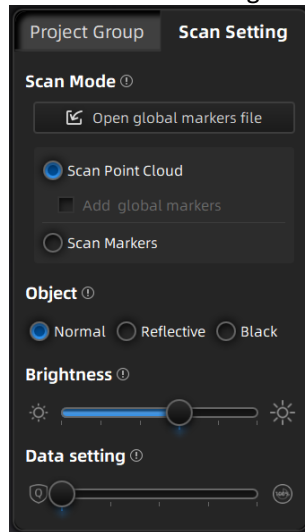 Project Group Scan Setting
Scan Mode
Open global markers file
Scan Point Cloud
Add global markers
Scan Markers
Object
Normal Reflective Black
Brightness
Data setting
Q